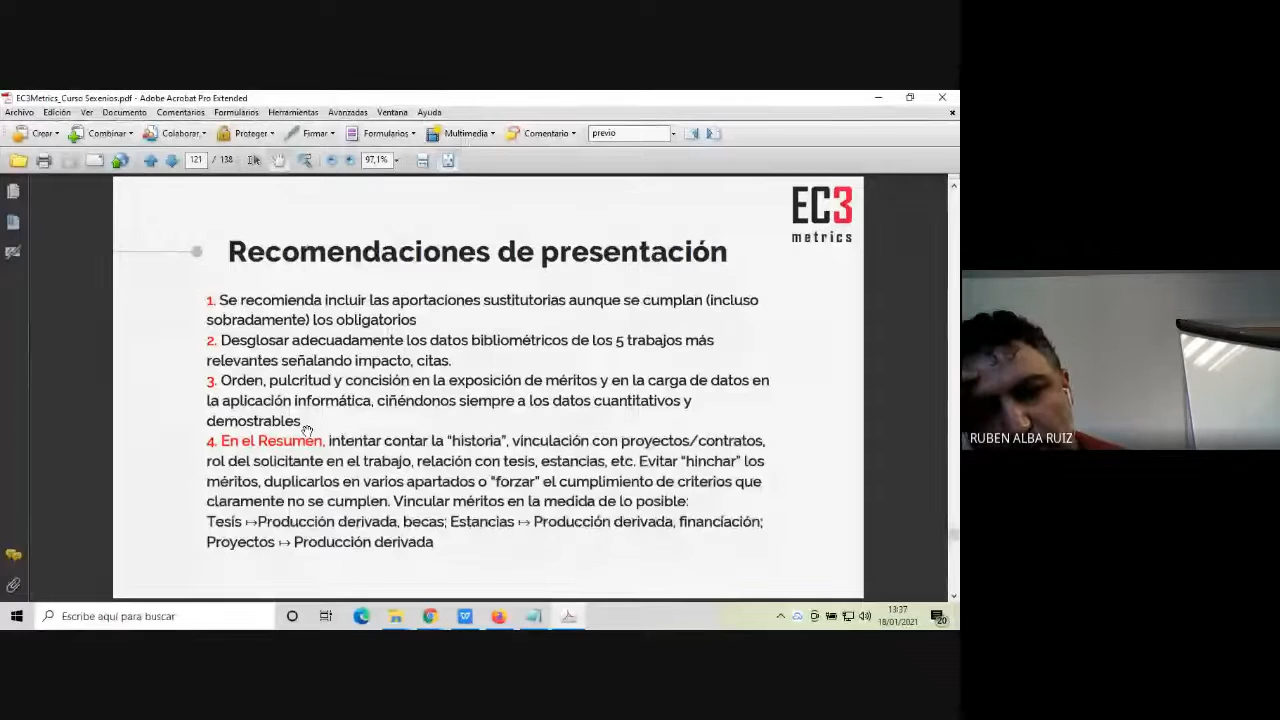 EC3Metrics_Curso Sexenios.pdf - Adobe Acrobat Pro Extended
Archivo Edición Ver Documento Comentarios Formularios Herramientas Avanzadas Ventana Ayuda
Crear Combinar Colaborar Proteger Firmar Formularios Multimedia Comentario previo
121 / 138 97,1%
EC3
metrics
Recomendaciones de presentación
1. Se recomienda incluir las aportaciones sustitutorias aunque se cumplan (incluso
sobradamente) los obligatorios
2. Desglosar adecuadamente los datos bibliométricos de los 5 trabajos más
relevantes señalando impacto, citas.
3. Orden, pulcritud y concisión en la exposición de méritos y en la carga de datos en
la aplicación informática, ciñéndonos siempre a los datos cuantitativos y
demostrables
4. En el Resumen, intentar contar la “historia”, vinculación con proyectos/contratos,
rol del solicitante en el trabajo, relación con tesis, estancias, etc. Evitar “hinchar” los
méritos, duplicarlos en varios apartados o “forzar” el cumplimiento de criterios que
claramente no se cumplen. Vincular méritos en la medida de lo posible:
Tesis ↦Producción derivada, becas; Estancias ↦ Producción derivada, financiación;
Proyectos ↦ Producción derivada
RUBEN ALBA RUIZ
Escribe aquí para buscar
13:37
18/01/2021
20